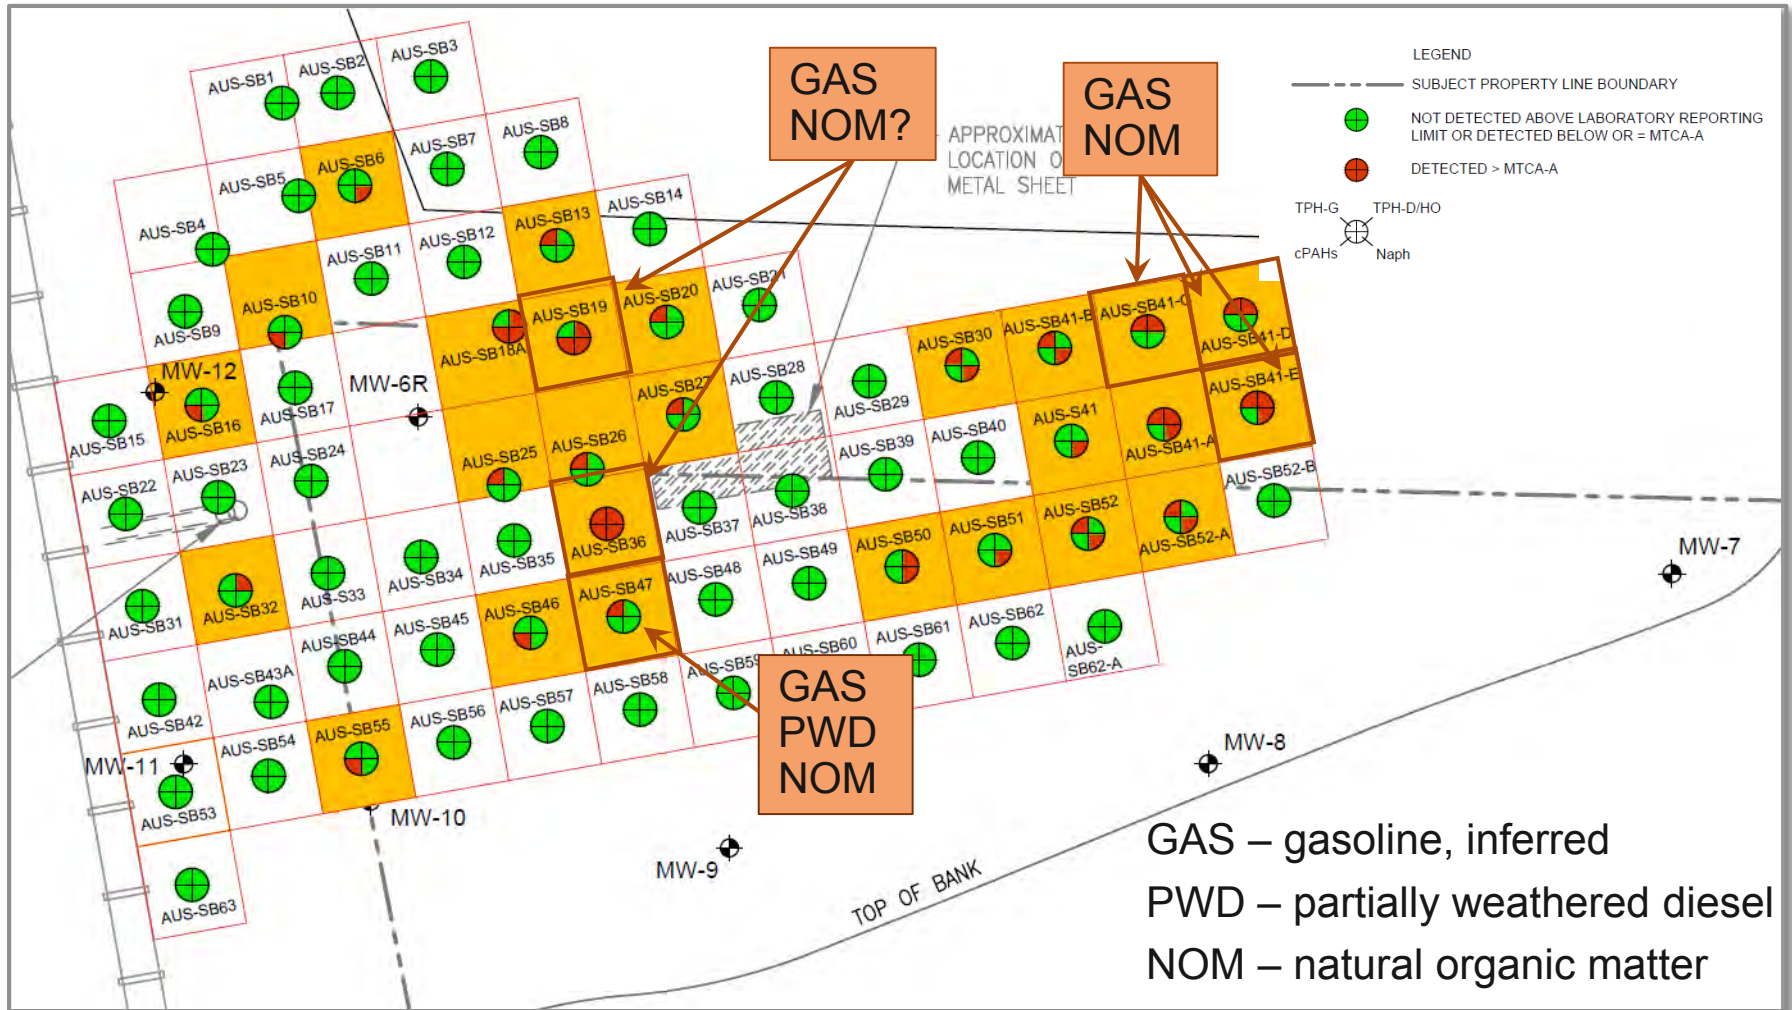 AUS-SB1
AUS-SB2
AUS-SB3
GAS
NOM?
GAS
NOM
LEGEND
SUBJECT PROPERTY LINE BOUNDARY
NOT DETECTED ABOVE LABORATORY REPORTING
LIMIT OR DETECTED BELOW OR = MTCA-A
DETECTED > MTCA-A
TPH-G
TPH-D/HO
cPAHs
Naph
APPROXIMAT
LOCATION O
METAL SHEET
AUS-SB4
AUS-SB5
AUS-SB6
AUS-SB7
AUS-SB8
AUS-SB9
AUS-SB10
AUS-SB11
AUS-SB12
AUS-SB13
AUS-SB14
MW-12
AUS-SB15
AUS-SB16
AUS-SB17
MW-6R
AUS-SB18A
AUS-SB19
AUS-SB20
AUS-SB21
AUS-SB22
AUS-SB23
AUS-SB24
AUS-SB25
AUS-SB26
AUS-SB27
AUS-SB28
AUS-SB29
AUS-SB30
AUS-SB41-B
AUS-SB41-C
AUS-SB41-D
AUS-SB31
AUS-SB32
AUS-S33
AUS-SB34
AUS-SB35
AUS-SB36
AUS-SB37
AUS-SB38
AUS-SB39
AUS-SB40
AUS-S41
AUS-SB41-A
AUS-SB41-E
AUS-SB42
AUS-SB43A
AUS-SB44
AUS-SB45
AUS-SB46
AUS-SB47
AUS-SB48
AUS-SB49
AUS-SB50
AUS-SB51
AUS-SB52
AUS-SB52-A
AUS-SB52-B
MW-7
MW-11
AUS-SB53
AUS-SB54
AUS-SB55
AUS-SB56
AUS-SB57
AUS-SB58
AUS-SB59
AUS-SB60
AUS-SB61
AUS-SB62
AUS-
SB62-A
GAS
PWD
NOM
MW-8
MW-10
MW-9
AUS-SB63
TOP OF BANK
GAS – gasoline, inferred
PWD – partially weathered diesel
NOM – natural organic matter